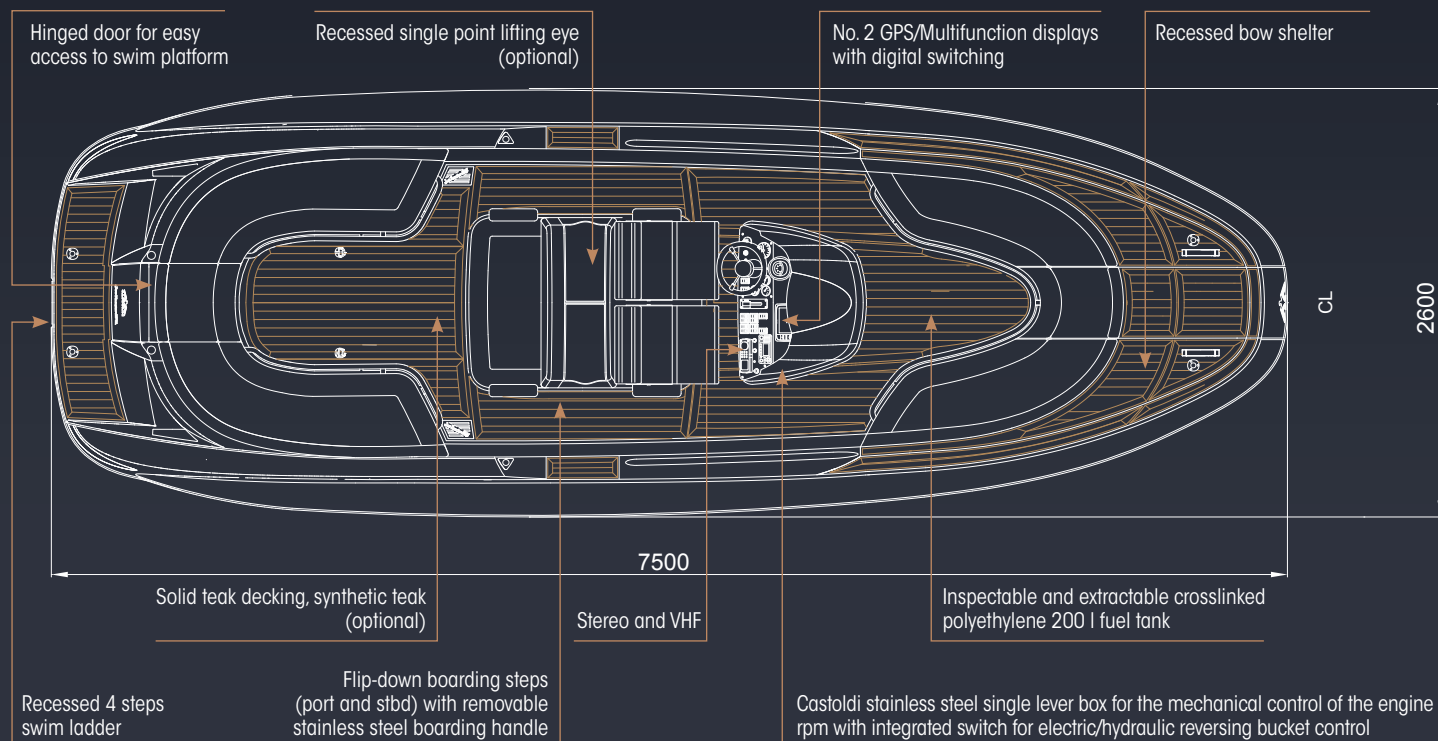 Hinged door for easy
access to swim platform
Recessed single point lifting eye
(optional)
No. 2 GPS/Multifunction displays
with digital switching
Recessed bow shelter
CL
2600
7500
Solid teak decking, synthetic teak
(optional)
Stereo and VHF
Inspectable and extractable crosslinked
polyethylene 200 l fuel tank
Recessed 4 steps
swim ladder
Flip-down boarding steps
(port and stbd) with removable
stainless steel boarding handle
Castoldi stainless steel single lever box for the mechanical control of the engine
rpm with integrated switch for electric/hydraulic reversing bucket control